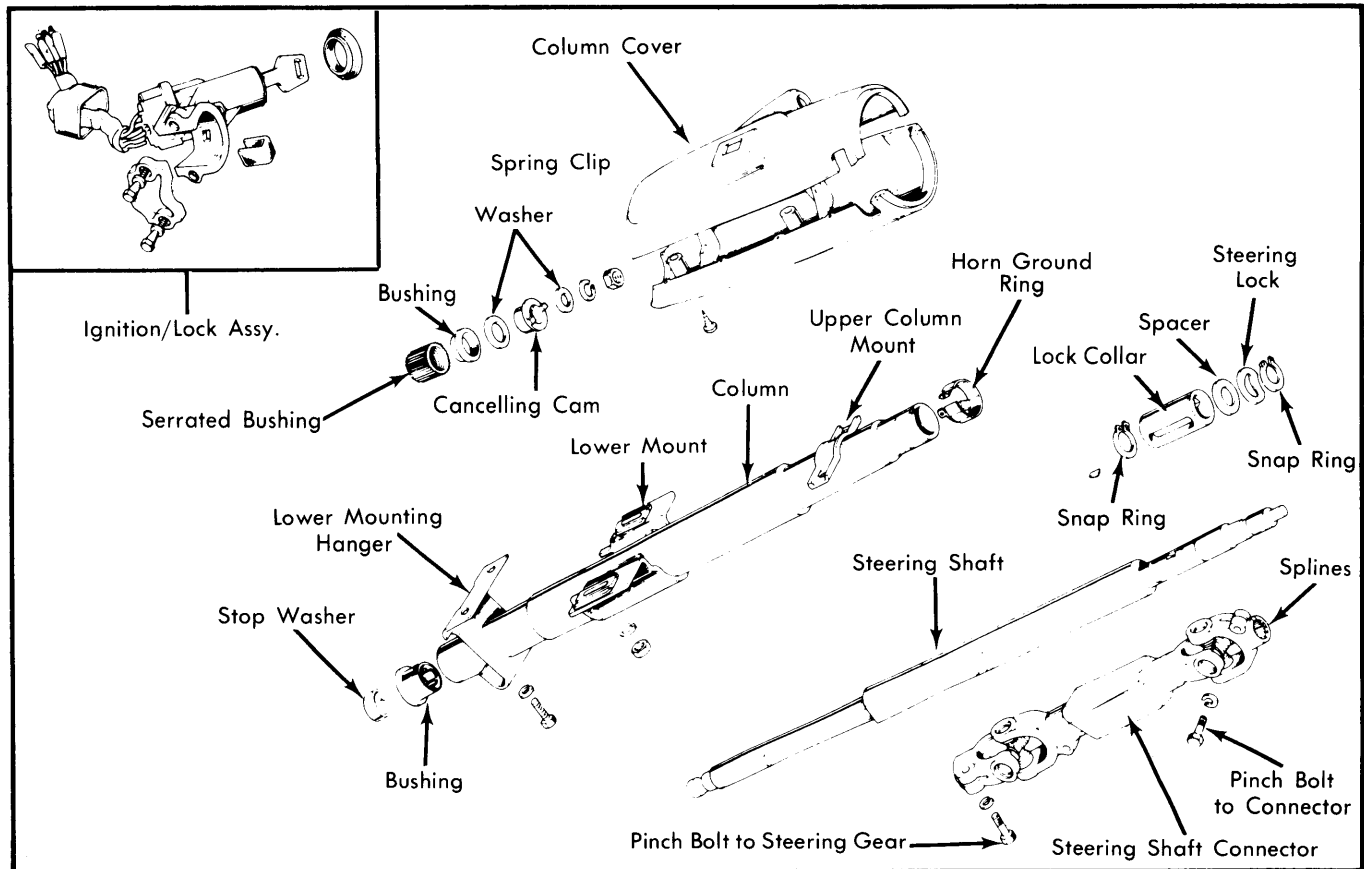 Column Cover
Spring Clip
Washer
Horn Ground
Ring
Steering
Lock
Bushing
Ignition/Lock Assy.
Upper Column
Mount
Spacer
Lock Collar
Serrated Bushing
Cancelling Cam
Column
Lower Mount
Snap Ring
Snap Ring
Lower Mounting
Hanger
Steering Shaft
Splines
Stop Washer
Bushing
Pinch Bolt
to Connector
Pinch Bolt to Steering Gear
Steering Shaft Connector